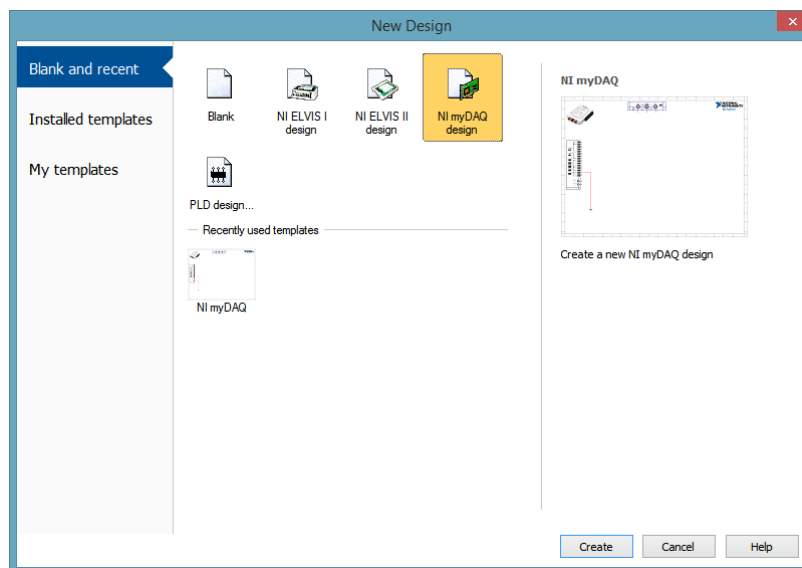 New Design
Blank and recent
Installed templates
My templates
Blank
NI ELVIS I
design
NI ELVIS II
design
NI myDAQ
design
PLD design...
Recently used templates
NI myDAQ
NI myDAQ
Create a new NI myDAQ design
Create
Cancel
Help